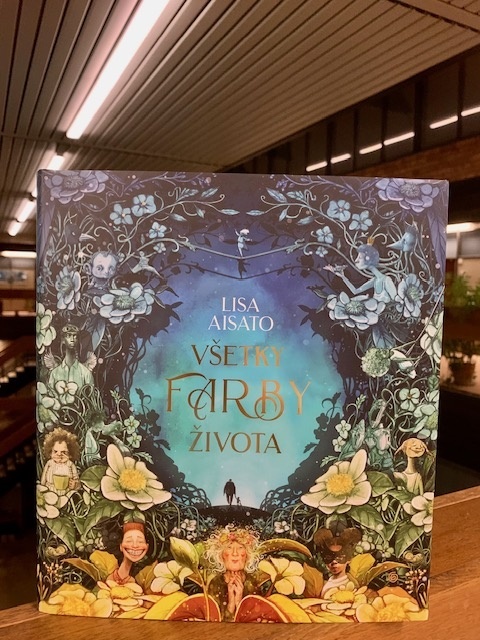 LISA
AISATO
VŠETKY
FARBY
ŽIVOTA